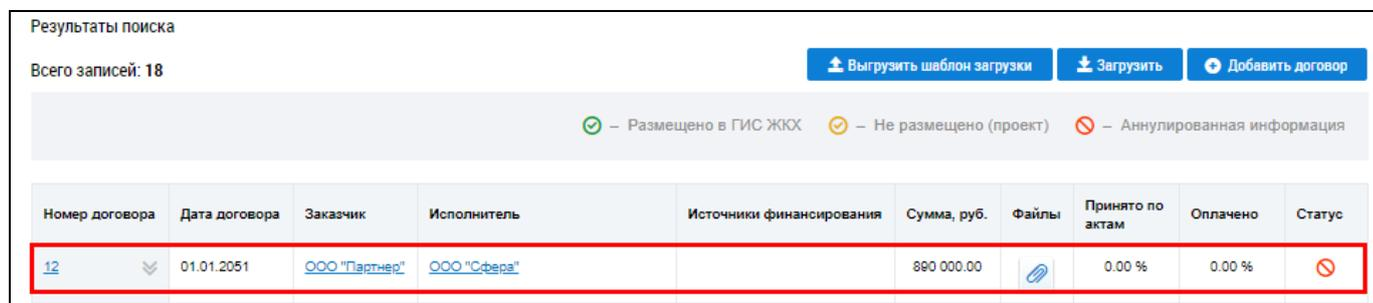 Результаты поиска
Всего записей: 18
Выгрузить шаблон загрузки Загрузить Добавить договор
– Размещено в ГИС ЖКХ – Не размещено (проект) – Аннулированная информация
Номер договора Дата договора Заказчик Исполнитель Источники финансирования Сумма, руб. Файлы Принято по актам Оплачено Статус
12 01.01.2051 ООО "Партнер" ООО "Сфера" 890 000.00 0.00 % 0.00 %